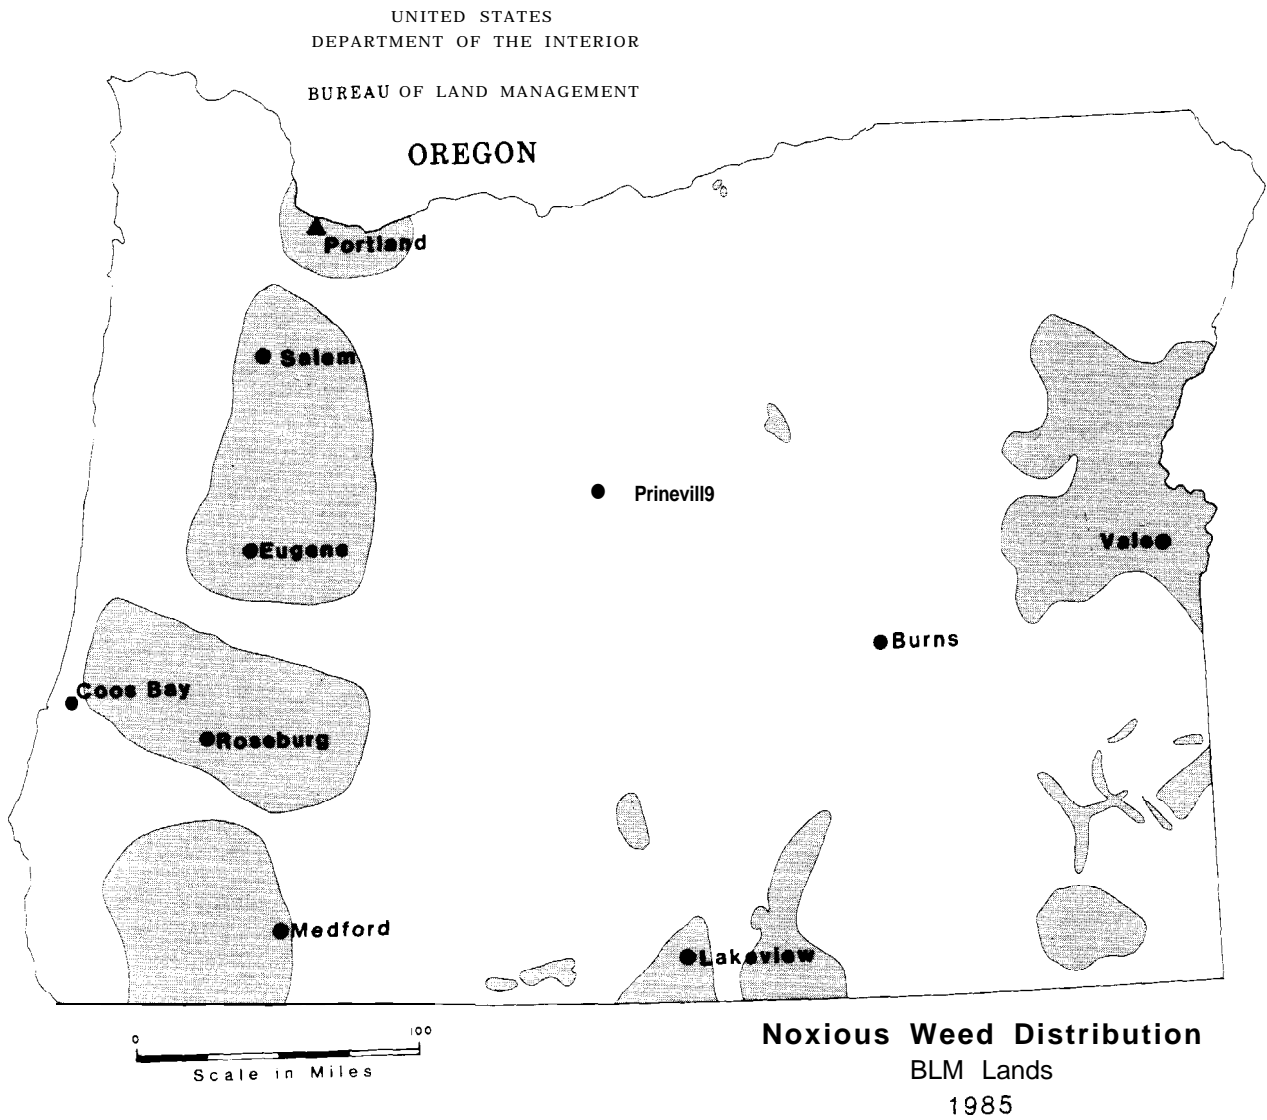 UNITED STATES
DEPARTMENT OF THE INTERIOR
BUREAU OF LAND MANAGEMENT
OREGON
Portland
Salem
Prinevill9
Eugene
Vale
Burns
Coos Bay
Roseburg
Medford
Lakeview
0 100
Scale in Miles
Noxious Weed Distribution
BLM Lands
1985